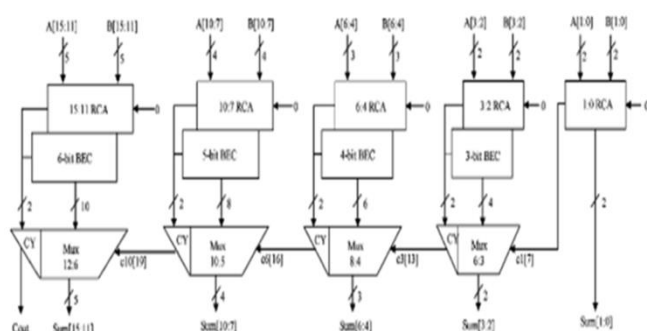 A[15:11] B[15:11] A[10:7] B[10:7] A[6:4] B[6:4] A[3:2] B[3:2] A[1:0] B[1:0]
5 5 4 4 3 3 2 2 2 2
15:11 RCA 0 10:7 RCA 0 6:4 RCA 0 3:2 RCA 0 1:0 RCA
6-bit BEC 5-bit BEC 4-bit BEC 3-bit BEC
2 10 2 8 2 6 2 4 2
CY Mux CY Mux CY Mux CY Mux
12:6 c10[19] 10:5 c6[16] 8:4 c3[13] 6:3 c1[7]
5 4 3 2
Cout Sum[15:11] Sum[10:7] Sum[6:4] Sum[3:2] Sum[1:0]